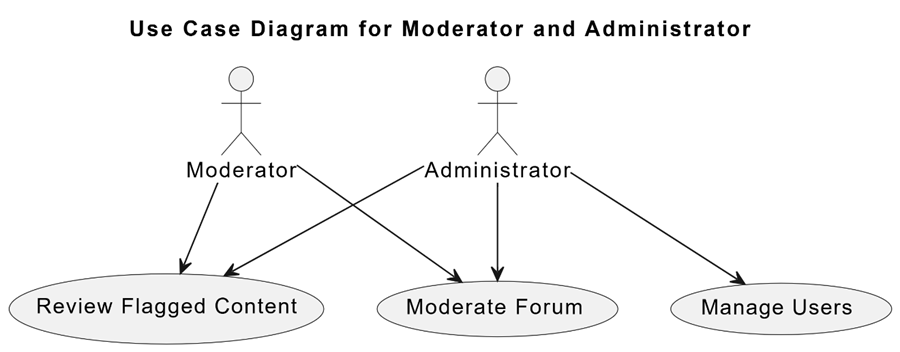 Use Case Diagram for Moderator and Administrator
Moderator
Administrator
Review Flagged Content
Moderate Forum
Manage Users